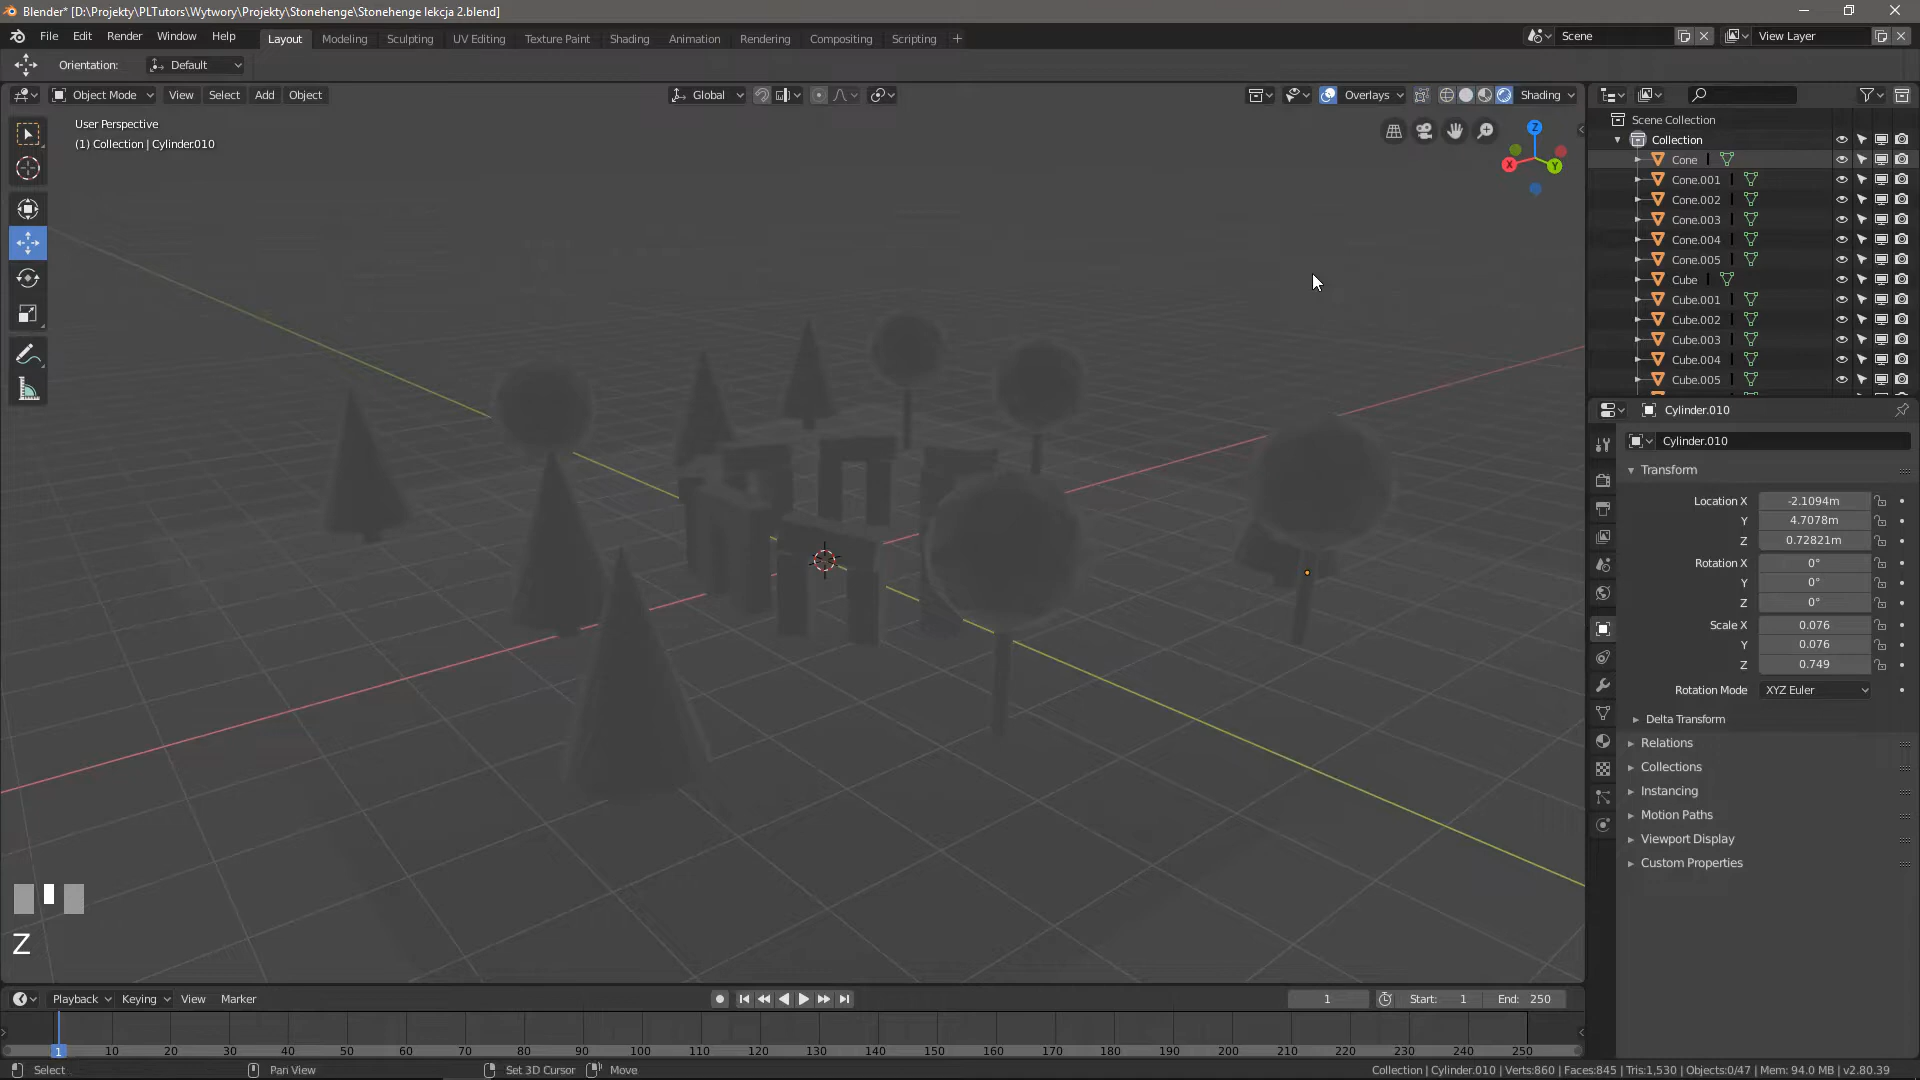 Blender* [D:\Projekty\PLTutors\Wytwory\Projekty\Stonehenge\Stonehenge lekcja 2.blend]
File Edit Render Window Help Layout Modeling Sculpting UV Editing Texture Paint Shading Animation Rendering Compositing Scripting + Scene View Layer
Orientation: Default
Object Mode View Select Add Object Global Overlays Shading
User Perspective
(1) Collection | Cylinder.010
Z
X
Y
Scene Collection
Collection
Cone
Cone.001
Cone.002
Cone.003
Cone.004
Cone.005
Cube
Cube.001
Cube.002
Cube.003
Cube.004
Cube.005
Cylinder.010
Cylinder.010
Transform
Location X -2.1094m
Y 4.7078m
Z 0.72821m
Rotation X 0°
Y 0°
Z 0°
Scale X 0.076
Y 0.076
Z 0.749
Rotation Mode XYZ Euler
Delta Transform
Relations
Collections
Instancing
Motion Paths
Viewport Display
Custom Properties
Z
Playback Keying View Marker 1 Start: 1 End: 250
1 10 20 30 40 50 60 70 80 90 100 110 120 130 140 150 160 170 180 190 200 210 220 230 240 250
Select Pan View Set 3D Cursor Move Collection | Cylinder.010 | Verts:860 | Faces:845 | Tris:1,530 | Objects:0/47 | Mem: 94.0 MB | v2.80.39